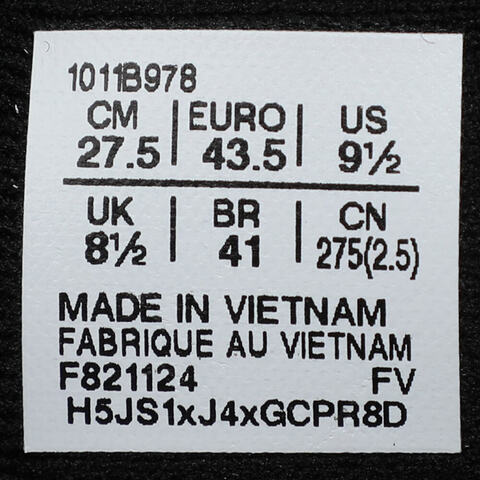 1011B978
CM | EURO | US
27.5 | 43.5 | 9½
UK | BR | CN
8½ | 41 | 275(2.5)
MADE IN VIETNAM
FABRIQUE AU VIETNAM
F821124 FV
H5JS1xJ4xGCPR8D